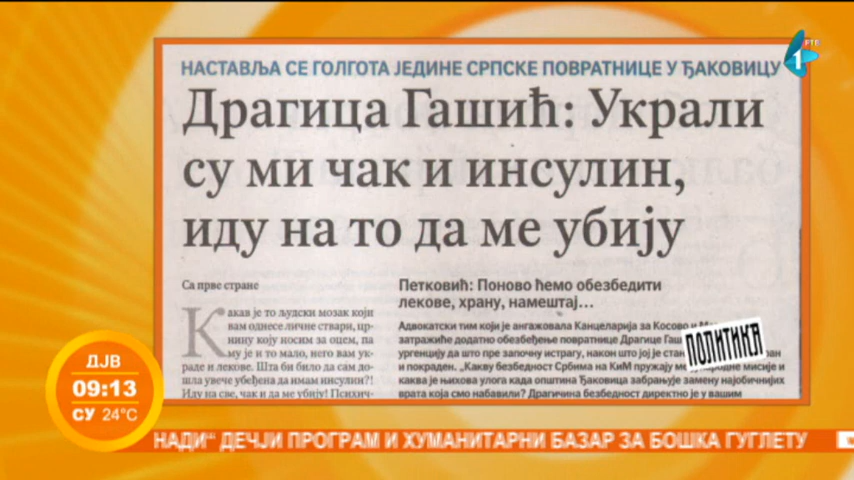 НАСТАВЉА СЕ ГОЛГОТА ЈЕДИНЕ СРПСКЕ ПОВРАТНИЦЕ У ЂАКОВИЦУ
1 РТС
Драгица Гашић: Украли
су ми чак и инсулин,
иду на то да ме убију
Са прве стране
Какав је то људски мозак који
вам однесе личне ствари, цр-
нину коју носим за оцем, па
му је и то мало, него вам ук-
раде и лекове. Шта би било да сам до-
шла увече убеђена да имам инсулин?!
Иду на све, чак и да ме убију! Психич-
Петковић: Поново ћемо обезбедити
лекове, храну, намештај...
Адвокатски тим који је ангажовала Канцеларија за Косово и
затражиће додатно обезбеђење повратнице Драгице
ургенцију да што пре започну истрагу, након што јој је
и покраден. „Какву безбедност Србима на КиМ пружају мисије и
каква је њихова улога када општина Ђаковица забрањује замену најобичнијих
врата која смо набавили? Драгичина безбедност директно је у вашим
ПОЛИТИКА
ДЈВ
09:13
СУ 24°C
НАДИ“ ДЕЧЈИ ПРОГРАМ И ХУМАНИТАРНИ БАЗАР ЗА БОШКА ГУГЛЕТУ